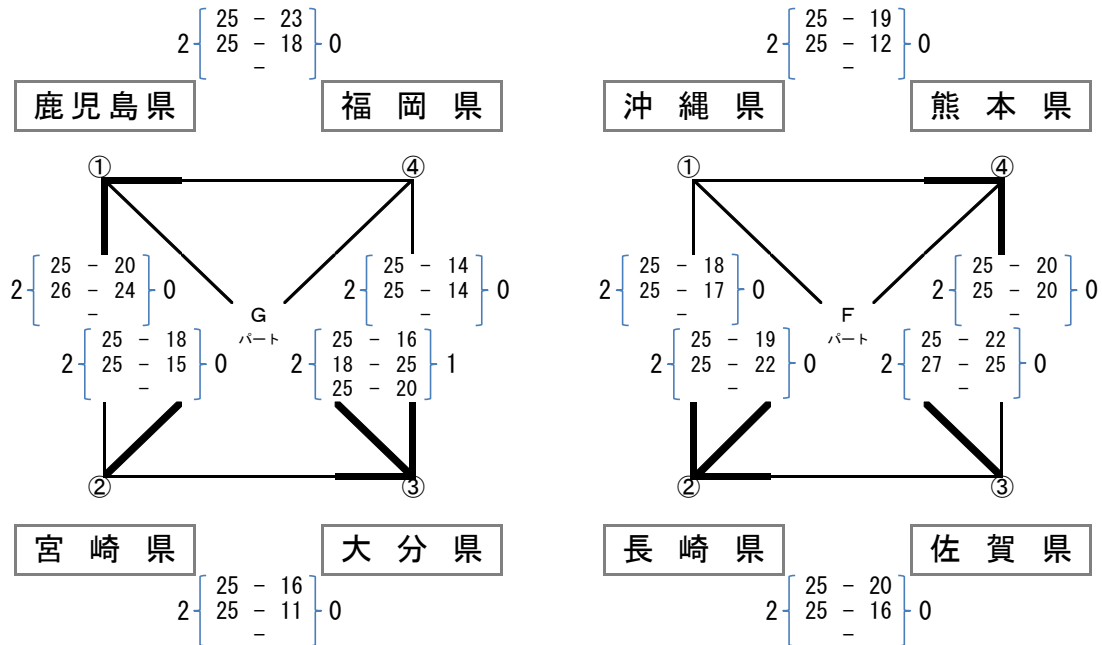 25 － 23
2 25 － 18 0
－
鹿児島県 福岡県
① ④
25 － 20
2 26 － 24 0
－
25 － 14
2 25 － 14 0
－
G
パート
25 － 18
2 25 － 15 0
－
25 － 16
2 18 － 25 1
25 － 20
② ③
宮崎県 大分県
25 － 16
2 25 － 11 0
－
25 － 19
2 25 － 12 0
－
沖縄県 熊本県
① ④
25 － 18
2 25 － 17 0
－
25 － 20
2 25 － 20 0
－
F
パート
25 － 19
2 25 － 22 0
－
25 － 22
2 27 － 25 0
－
② ③
長崎県 佐賀県
25 － 20
2 25 － 16 0
－